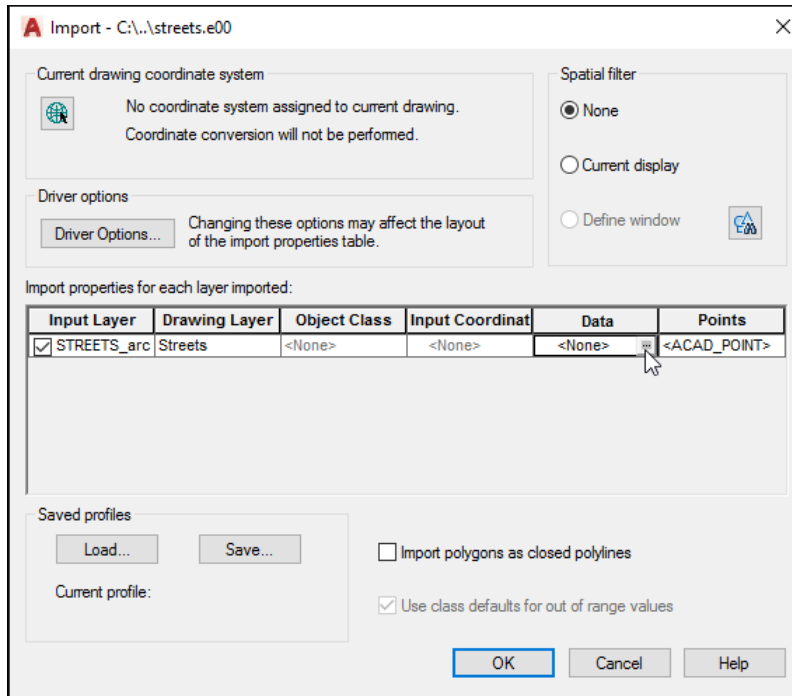 Import - C:\..\streets.e00
Current drawing coordinate system
No coordinate system assigned to current drawing.
Coordinate conversion will not be performed.
Spatial filter
None
Current display
Define window
Driver options
Driver Options...
Changing these options may affect the layout
of the import properties table.
Import properties for each layer imported:
Input Layer Drawing Layer Object Class Input Coordinat Data Points
STREETS_arc Streets <None> <None> <None> ... <ACAD_POINT>
Saved profiles
Load... Save...
Current profile:
Import polygons as closed polylines
Use class defaults for out of range values
OK Cancel Help